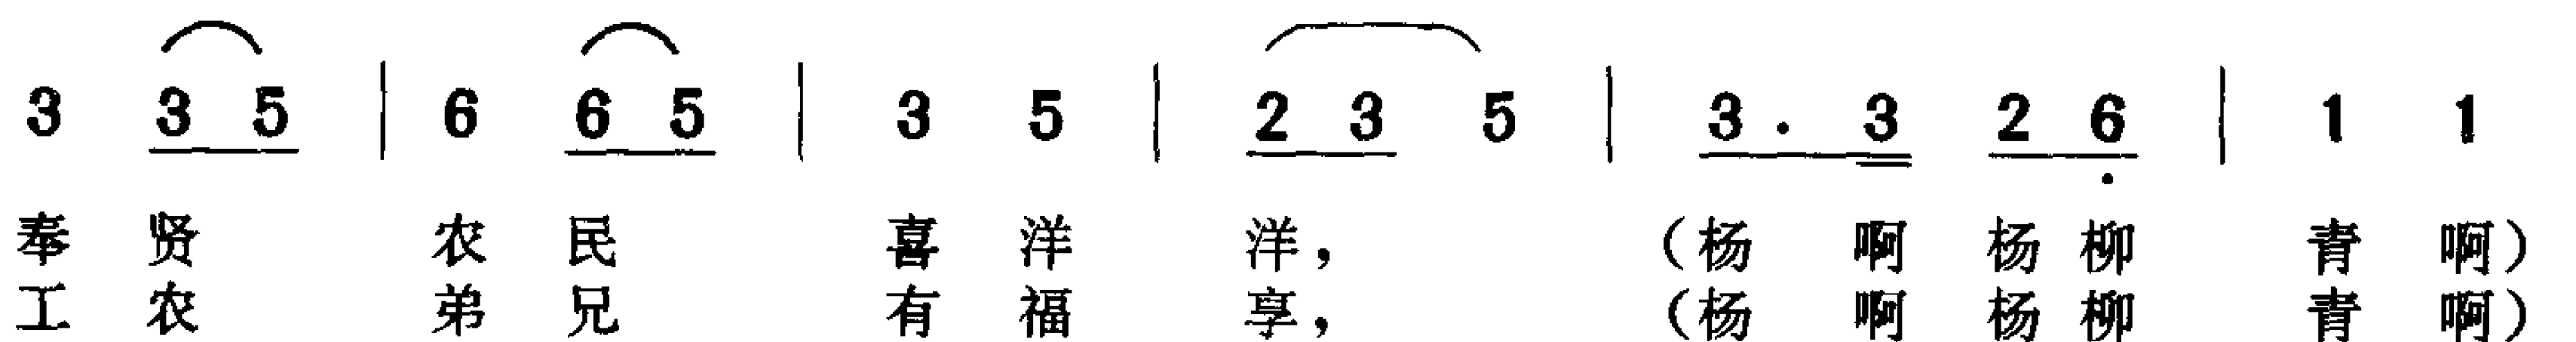 3 3 5 | 6 6 5 | 3 5 | 2 3 5 | 3 . 3 2 6 | 1 1
奉 贤 农 民 喜 洋 洋， （杨 啊 杨 柳 青 啊）
工 农 弟 兄 有 福 享， （杨 啊 杨 柳 青 啊）